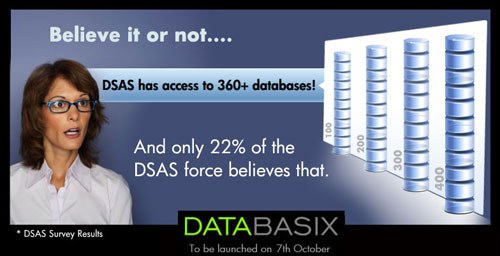 Believe it or not....
DSAS has access to 360+ databases!
And only 22% of the
DSAS force believes that.
100
200
300
400
DATABASIX
* DSAS Survey Results
To be launched on 7th October